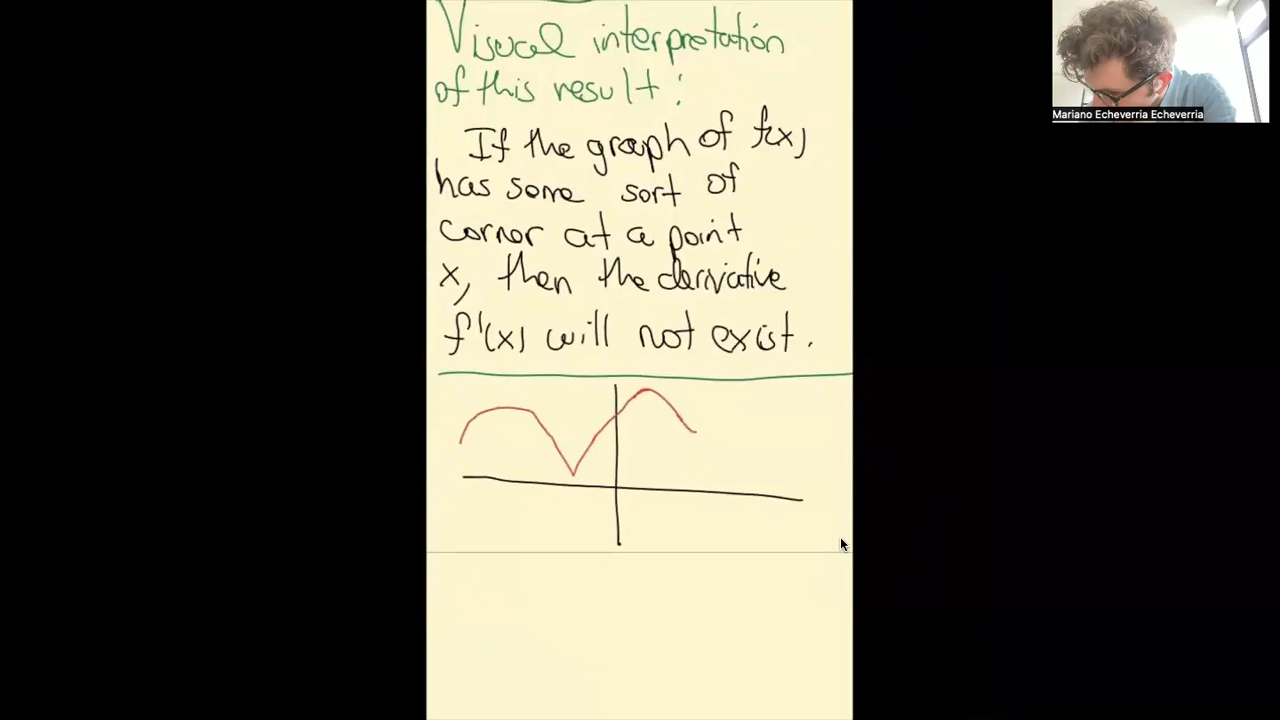 Visual interpretation
of this result:
If the graph of f(x)
has some sort of
corner at a point
x, then the derivative
f'(x) will not exist.
Mariano Echeverria Echeverria